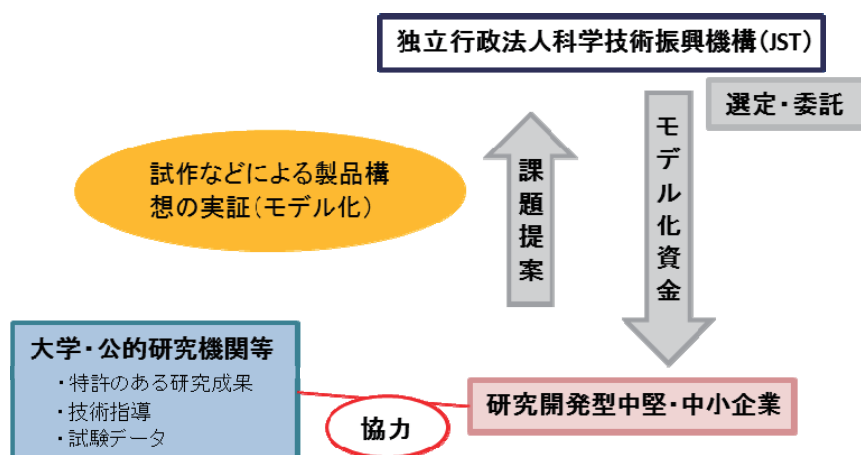 独立行政法人科学技術振興機構(JST)
選定・委託
モデル化資金
課題提案
試作などによる製品構
想の実証(モデル化)
大学・公的研究機関等
・特許のある研究成果
・技術指導
・試験データ
協力
研究開発型中堅・中小企業